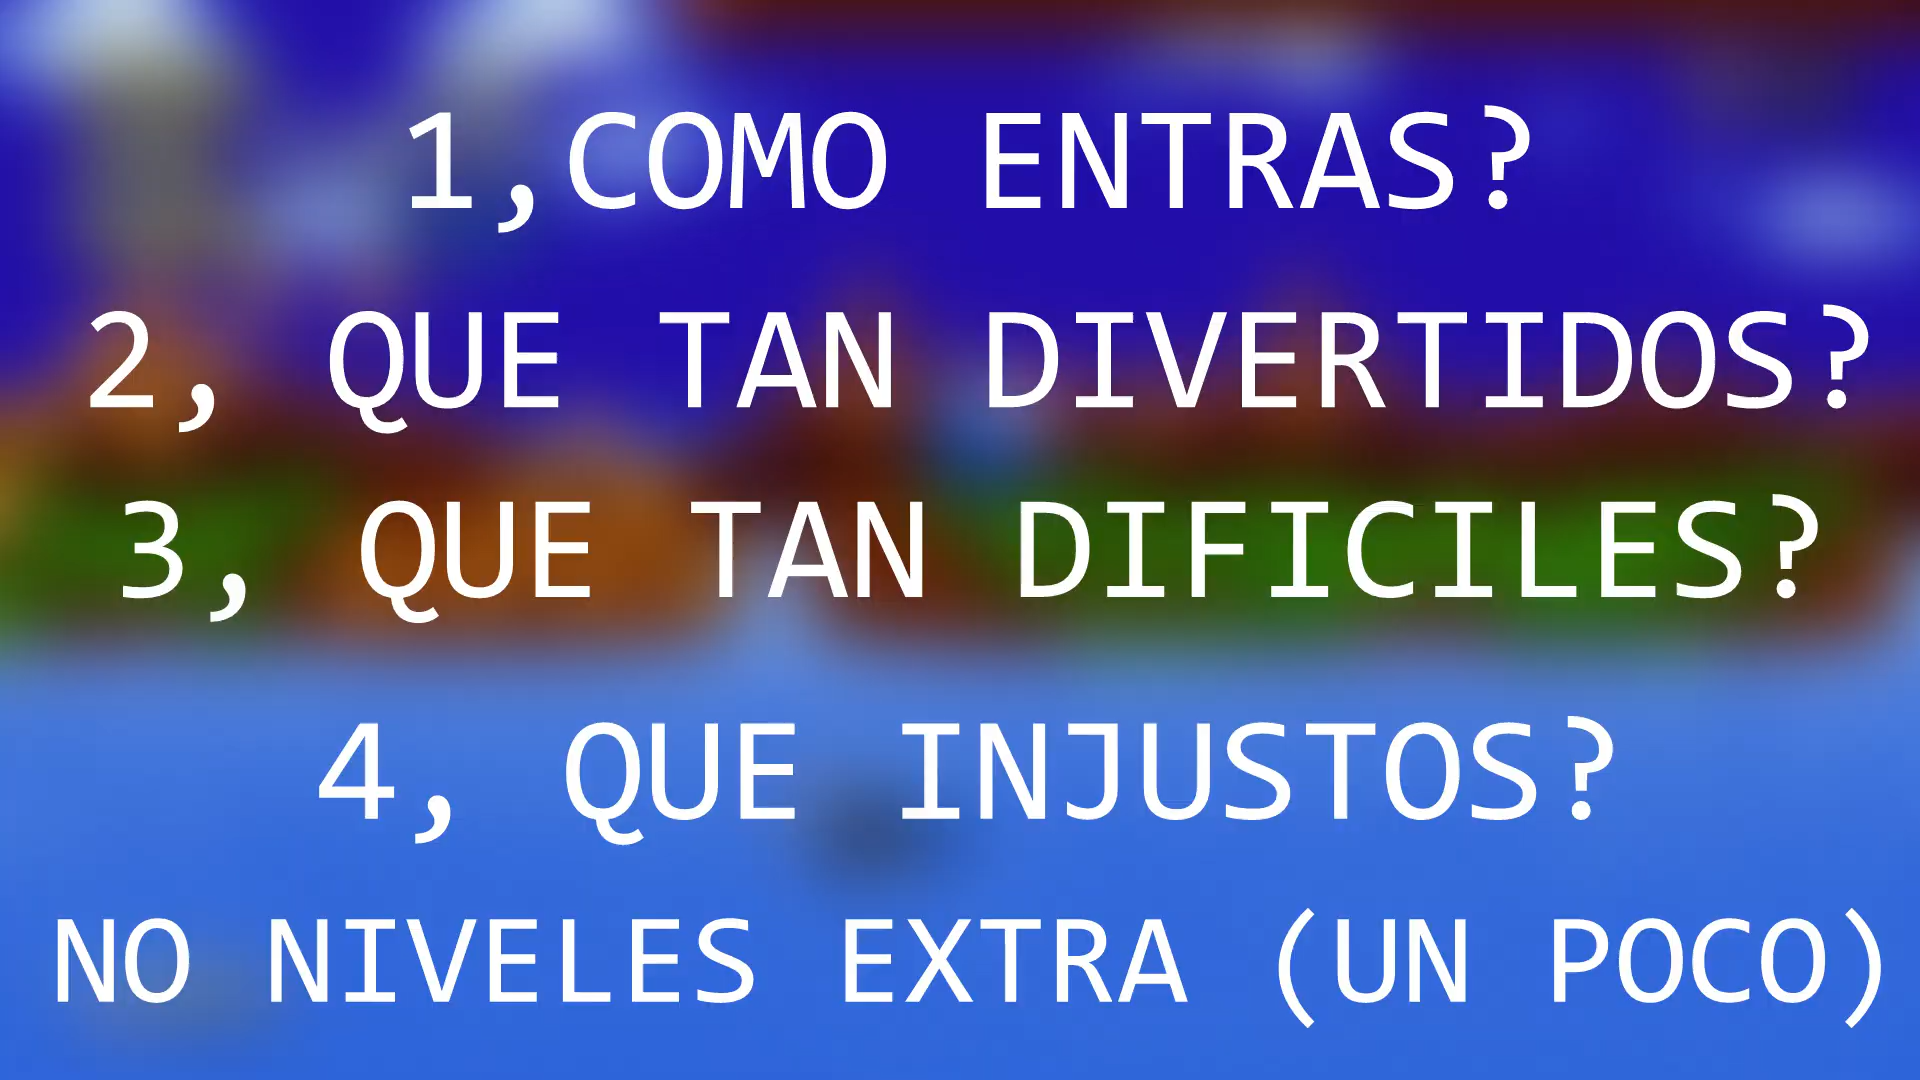 1,COMO ENTRAS?
2, QUE TAN DIVERTIDOS?
3, QUE TAN DIFICILES?
4, QUE INJUSTOS?
NO NIVELES EXTRA (UN POCO)